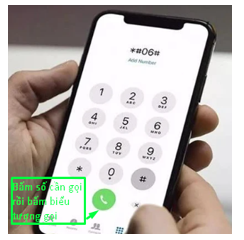 *#06#
Add Number
1
2
ABC
3
DEF
4
GHI
5
JKL
6
MNO
7
PQRS
8
TUV
9
WXYZ
*
0
+
#
Bấm số cần gọi
rồi bấm biểu
tượng gọi